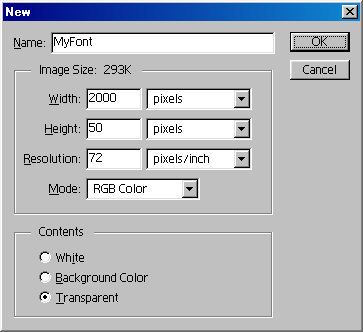 New
Name: MyFont
OK
Cancel
Image Size: 293K
Width: 2000 pixels
Height: 50 pixels
Resolution: 72 pixels/inch
Mode: RGB Color
Contents
White
Background Color
Transparent